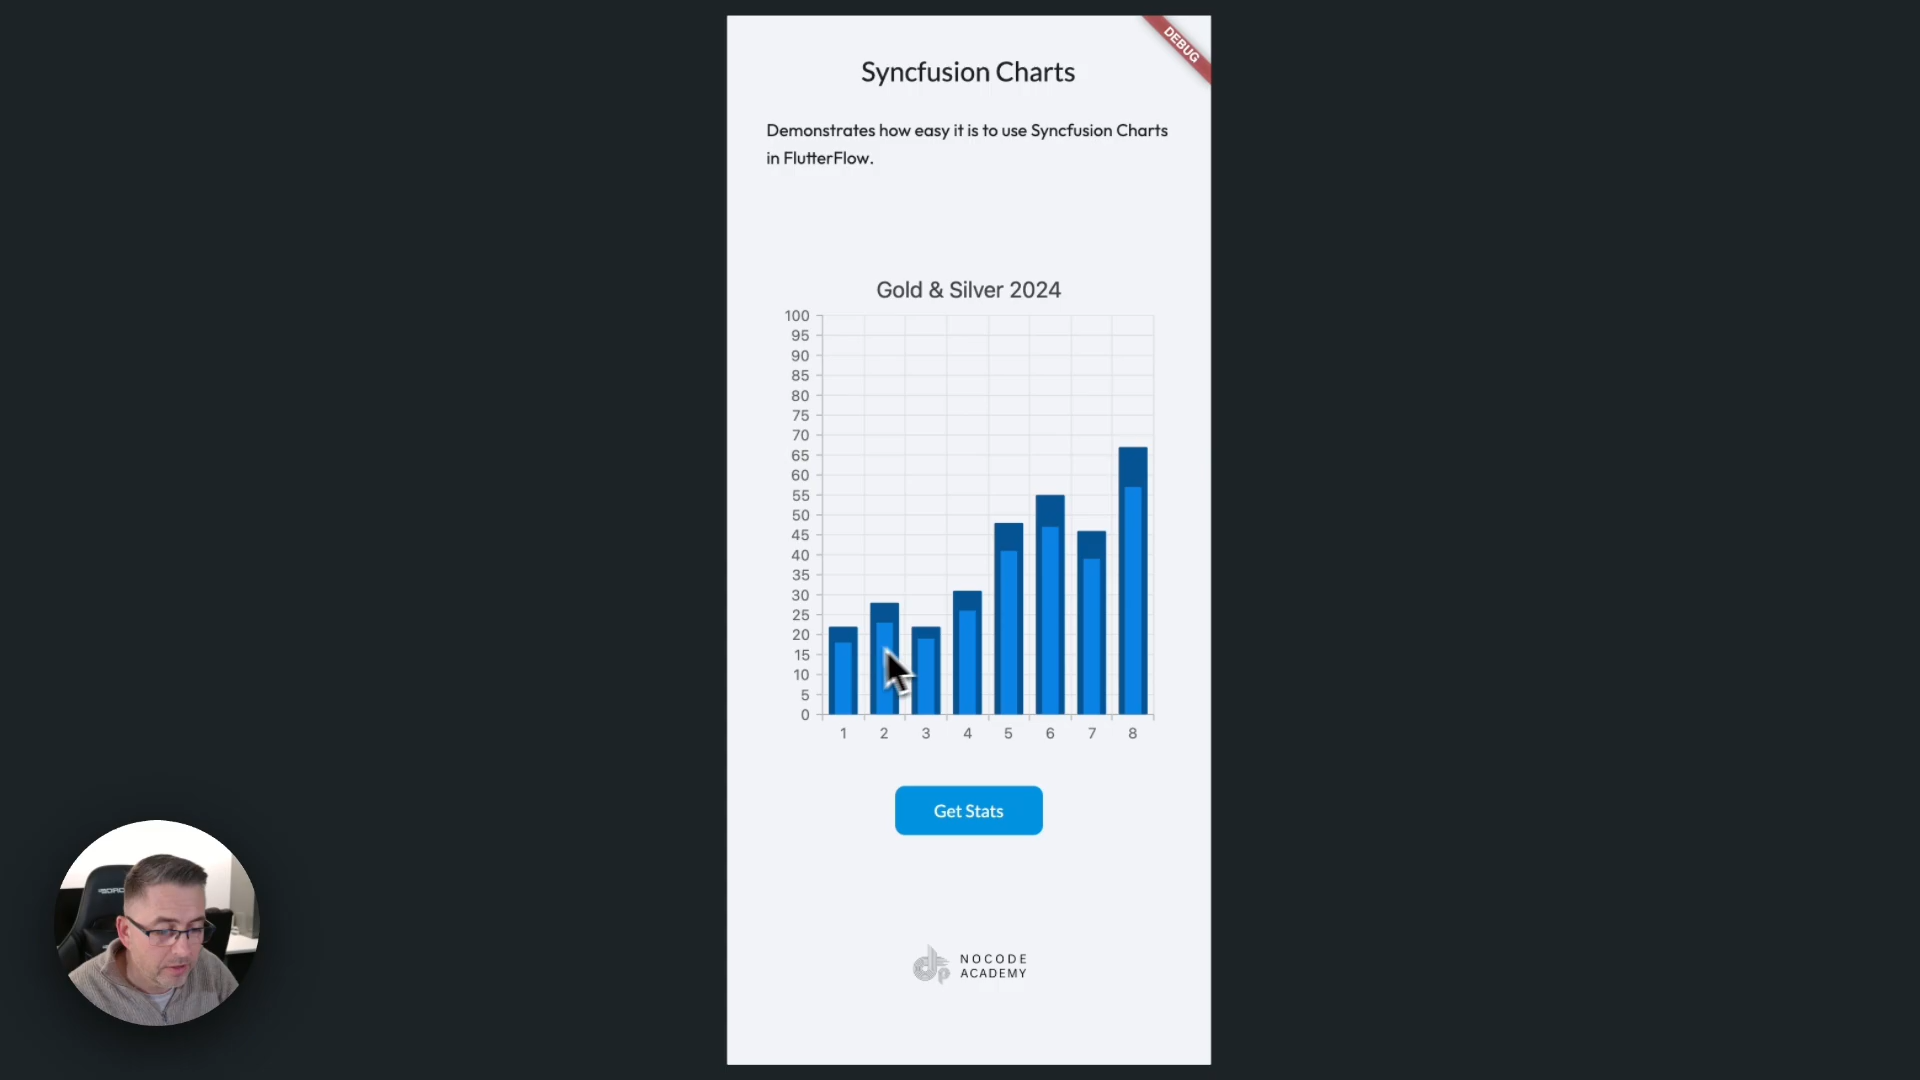 DEBUG
Syncfusion Charts
Demonstrates how easy it is to use Syncfusion Charts
in FlutterFlow.
Gold & Silver 2024
100
95
90
85
80
75
70
65
60
55
50
45
40
35
30
25
20
15
10
5
0
1 2 3 4 5 6 7 8
Get Stats
NOCODE
ACADEMY